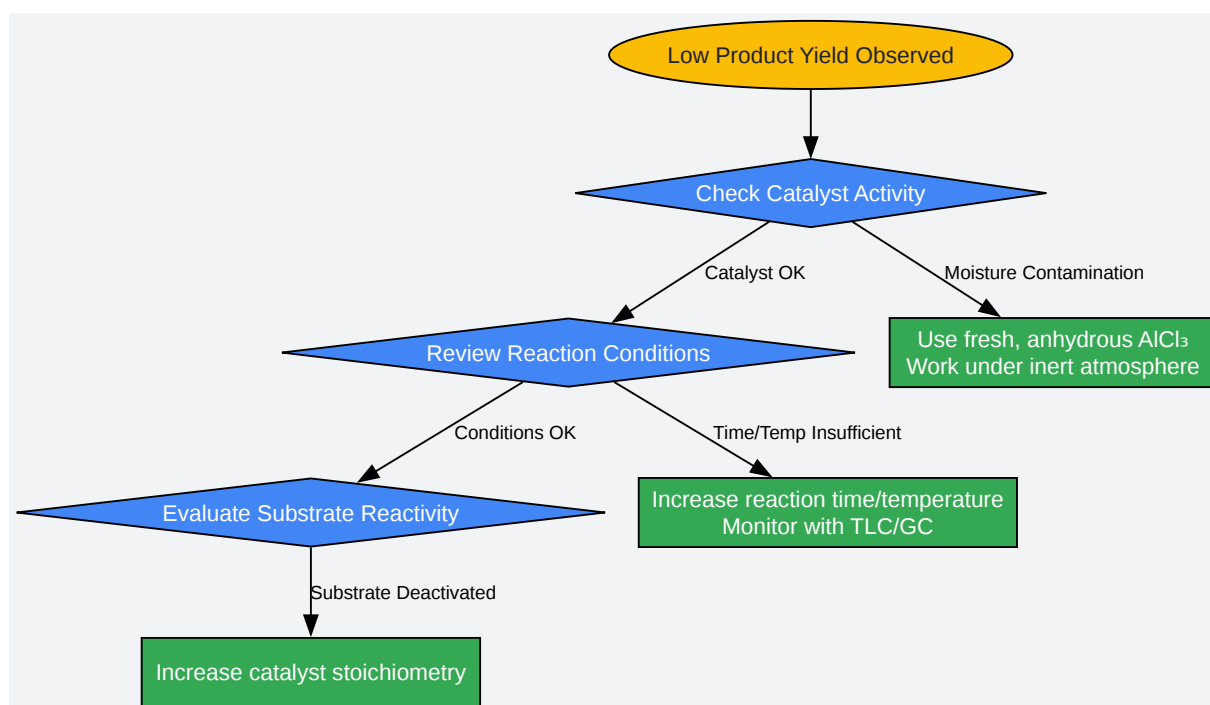 Low Product Yield Observed
Check Catalyst Activity
Catalyst OK
Moisture Contamination
Review Reaction Conditions
Use fresh, anhydrous AlCl₃
Work under inert atmosphere
Conditions OK
Time/Temp Insufficient
Evaluate Substrate Reactivity
Increase reaction time/temperature
Monitor with TLC/GC
Substrate Deactivated
Increase catalyst stoichiometry